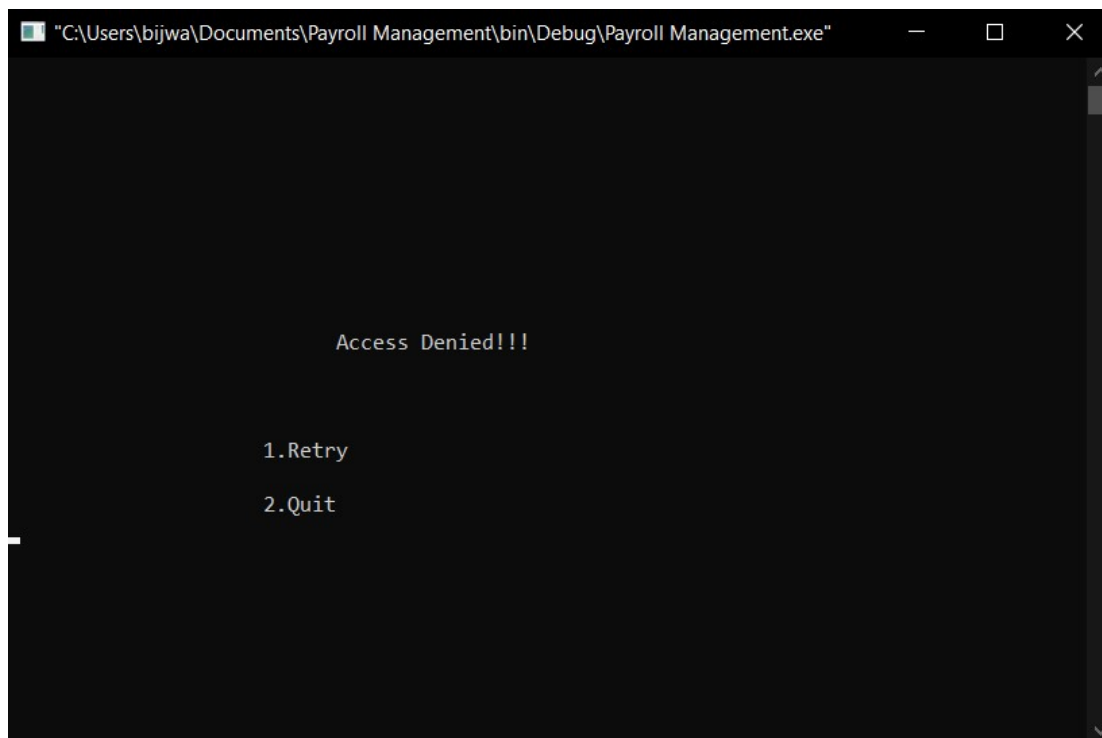 "C:\Users\bijwa\Documents\Payroll Management\bin\Debug\Payroll Management.exe"
Access Denied!!!
1.Retry
2.Quit